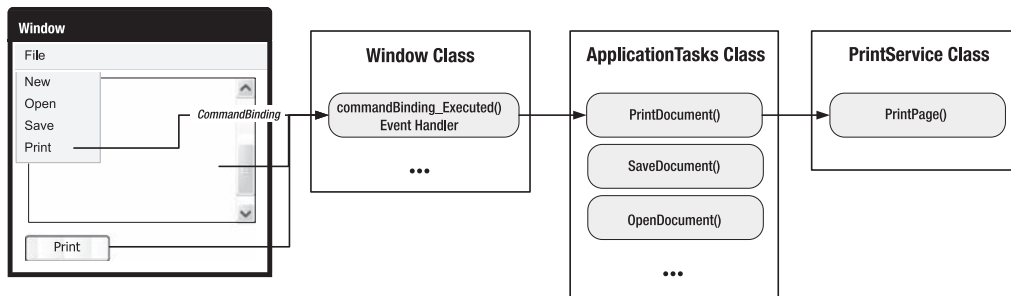 Window
File
New
Open
Save
Print
CommandBinding
Print
Window Class
commandBinding_Executed()
Event Handler
•••
ApplicationTasks Class
PrintDocument()
SaveDocument()
OpenDocument()
•••
PrintService Class
PrintPage()